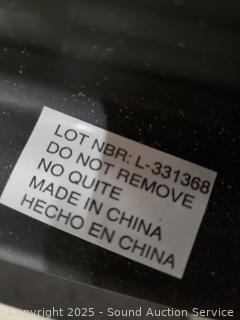 LOT NBR: L-331368
DO NOT REMOVE
NO QUITE
MADE IN CHINA
HECHO EN CHINA
Copyright 2025 - Sound Auction Service